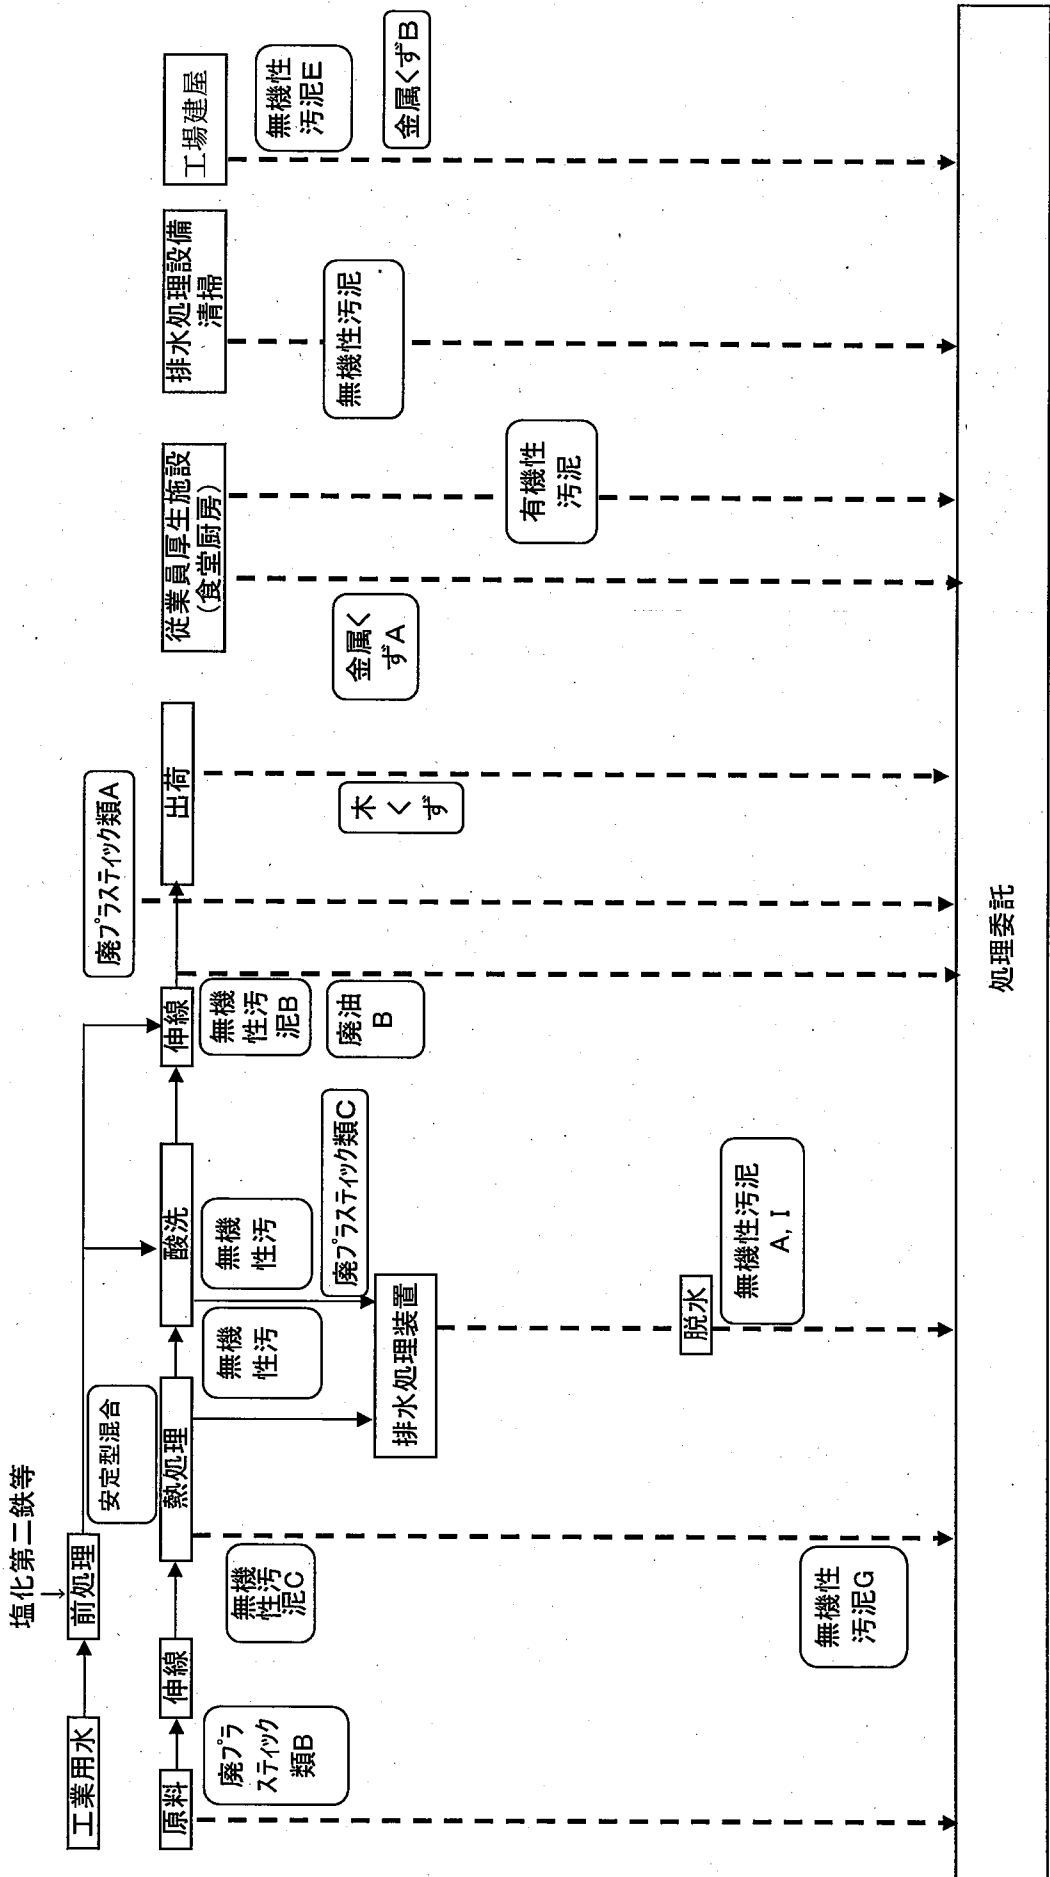 塩化第二鉄等
工業用水
前処理
安定型混合
廃プラスティック類A
原料
伸線
熱処理
酸洗
伸線
出荷
従業員厚生施設
(食堂厨房)
排水処理設備
清掃
工場建屋
廃プラ
スティック
類B
無機
性汚
泥C
無機
性汚
無機
性汚
廃プラスティック類C
無機
性汚
泥B
廃油
B
木
く
ず
金属く
ずA
有機性
汚泥
無機性汚泥
無機性
汚泥E
金属くずB
排水処理装置
脱水
無機性汚泥
A, I
無機性
汚泥G
処理委託